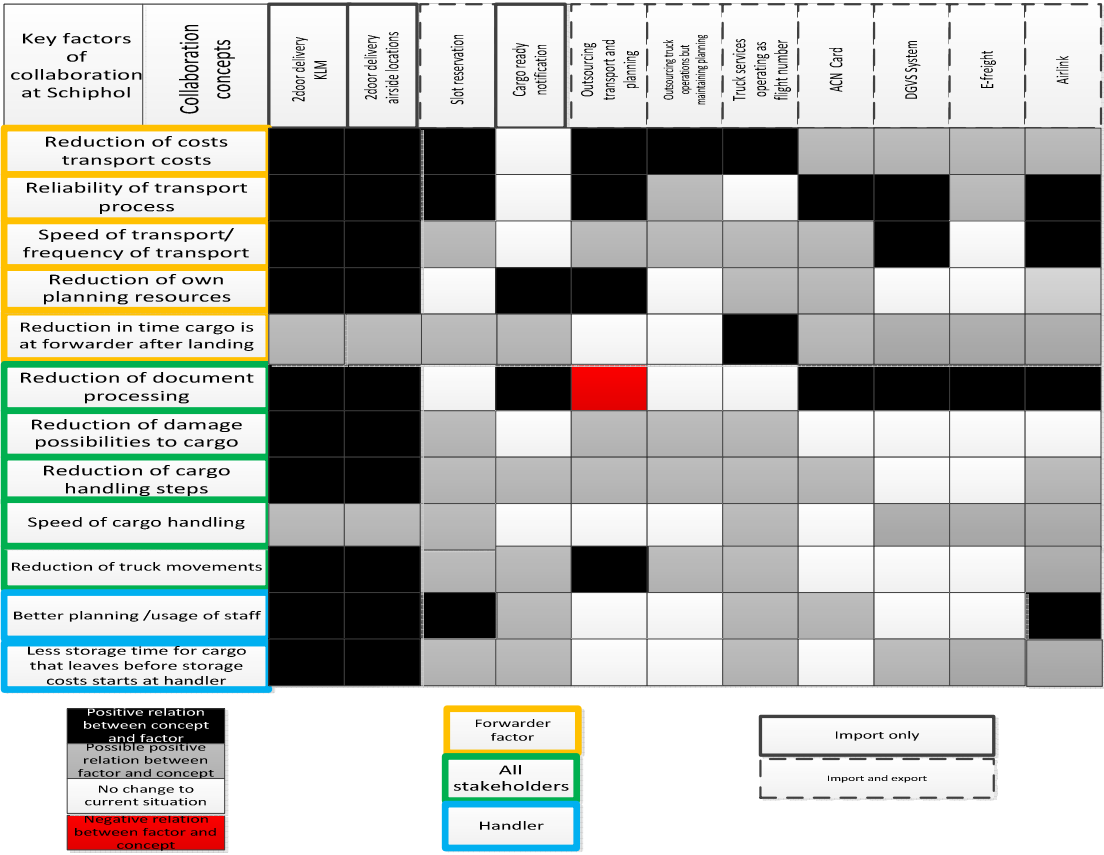 Key factors
of
collaboration
at Schiphol
Collaboration
concepts
2door delivery
KLM
2door delivery
airside locations
Slot reservation
Cargo ready
notification
Outsourcing
transport and
planning
Outsourcing truck
operations but
maintaining planning
Truck services
operating as
flight number
ACN Card
DGVS system
E-freight
Airlink
Reduction of costs
transport costs
Reliability of transport
process
Speed of transport/
frequency of transport
Reduction of own
planning resources
Reduction in time cargo is
at forwarder after landing
Reduction of document
processing
Reduction of damage
possibilities to cargo
Reduction of cargo
handling steps
Speed of cargo handling
Reduction of truck movements
Better planning /usage of staff
Less storage time for cargo
that leaves before storage
costs starts at handler
Positive relation
between concept
and factor
Possible positive
relation between
factor and concept
No change to
current situation
Negative relation
between factor and
concept
Forwarder
factor
All
stakeholders
Handler
Import only
Import and export